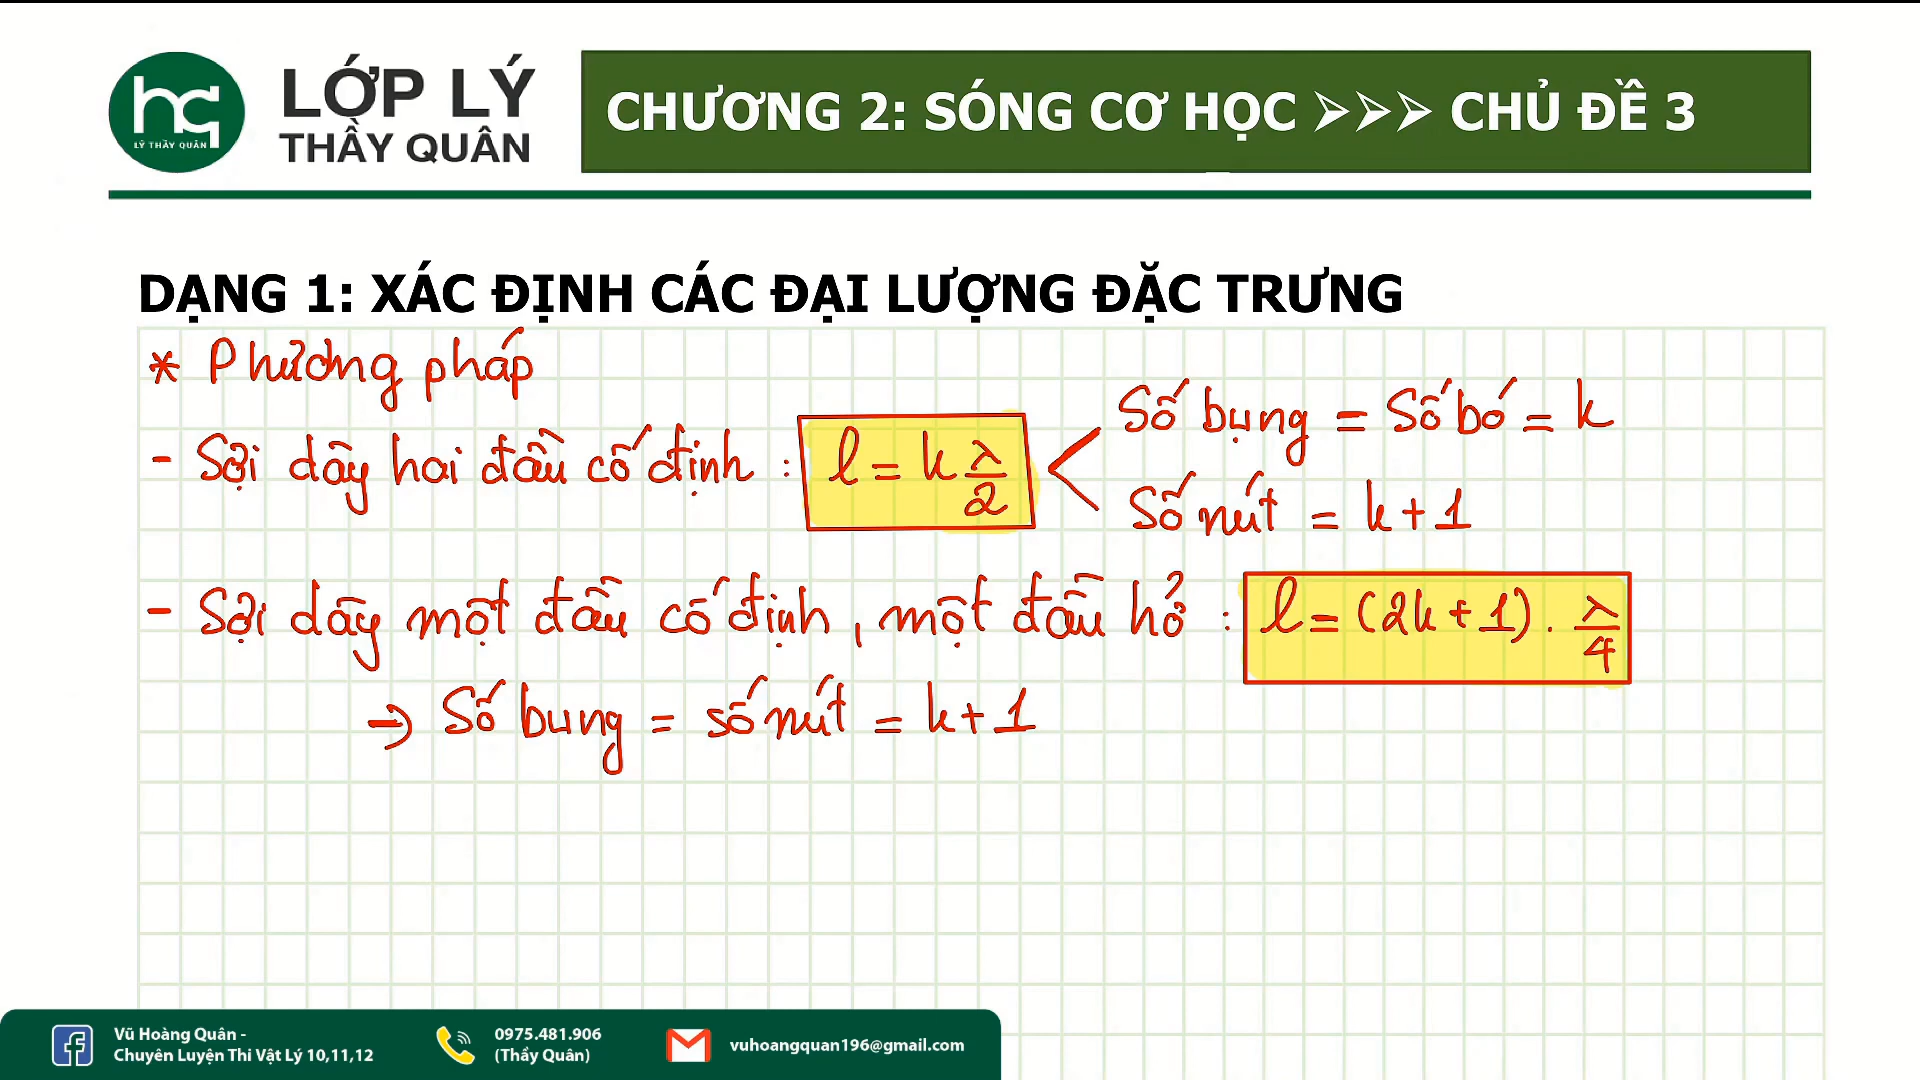 hq
LÝ THẦY QUÂN
LỚP LÝ
THẦY QUÂN
CHƯƠNG 2: SÓNG CƠ HỌC ⮚⮚⮚ CHỦ ĐỀ 3
DẠNG 1: XÁC ĐỊNH CÁC ĐẠI LƯỢNG ĐẶC TRƯNG
* Phương pháp
- Sợi dây hai đầu cố định : l = k λ/2
Số bụng = Số bó = k
Số nút = k + 1
- Sợi dây một đầu cố định, một đầu hở : l = (2k + 1) . λ/4
→ Số bụng = số nút = k + 1
Vũ Hoàng Quân -
Chuyên Luyện Thi Vật Lý 10,11,12
0975.481.906
(Thầy Quân)
vuhoangquan196@gmail.com